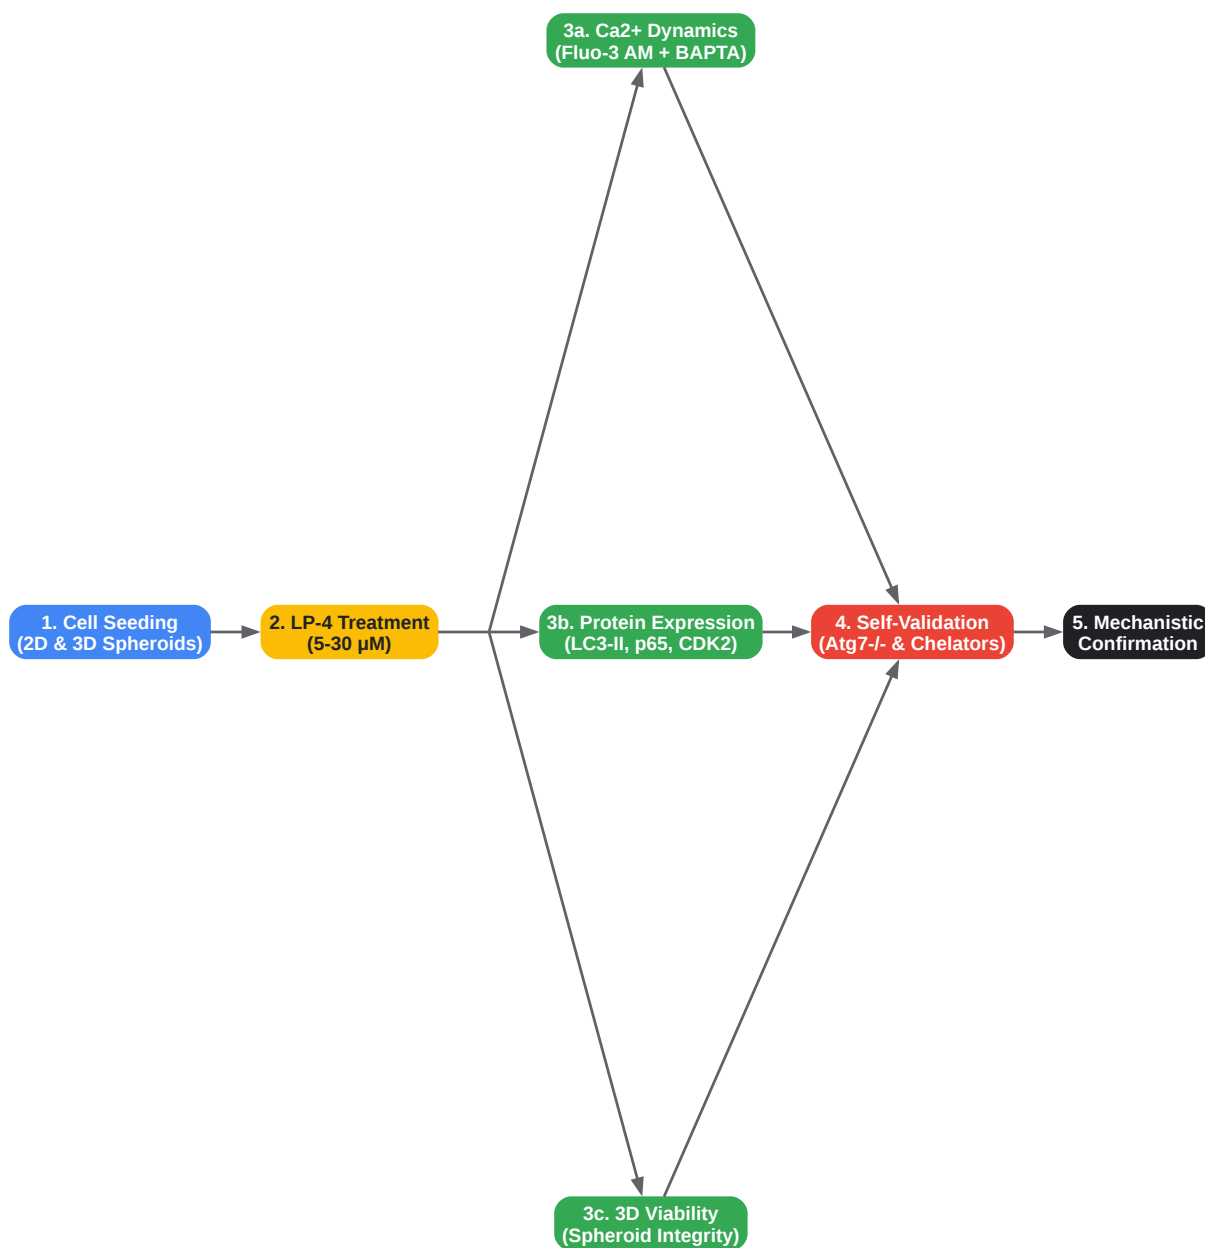 3a. Ca2+ Dynamics
(Fluo-3 AM + BAPTA)
1. Cell Seeding
(2D & 3D Spheroids)
2. LP-4 Treatment
(5-30 µM)
3b. Protein Expression
(LC3-II, p65, CDK2)
4. Self-Validation
(Atg7-/- & Chelators)
5. Mechanistic
Confirmation
3c. 3D Viability
(Spheroid Integrity)